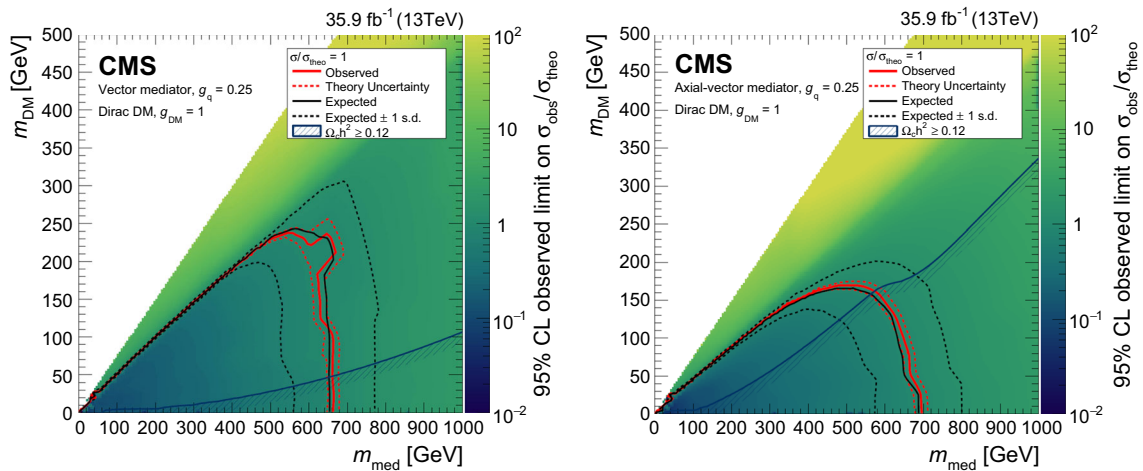 35.9 fb⁻¹ (13TeV)
m_DM [GeV]
500
450
400
350
300
250
200
150
100
50
0
CMS
Vector mediator, g_q = 0.25
Dirac DM, g_DM = 1
σ/σ_theo = 1
Observed
Theory Uncertainty
Expected
Expected ± 1 s.d.
Ω_c h² ≥ 0.12
0 100 200 300 400 500 600 700 800 900 1000
m_med [GeV]
10²
10
1
10⁻¹
10⁻²
95% CL observed limit on σ_obs/σ_theo
35.9 fb⁻¹ (13TeV)
m_DM [GeV]
500
450
400
350
300
250
200
150
100
50
0
CMS
Axial-vector mediator, g_q = 0.25
Dirac DM, g_DM = 1
σ/σ_theo = 1
Observed
Theory Uncertainty
Expected
Expected ± 1 s.d.
Ω_c h² ≥ 0.12
0 100 200 300 400 500 600 700 800 900 1000
m_med [GeV]
10²
10
1
10⁻¹
10⁻²
95% CL observed limit on σ_obs/σ_theo